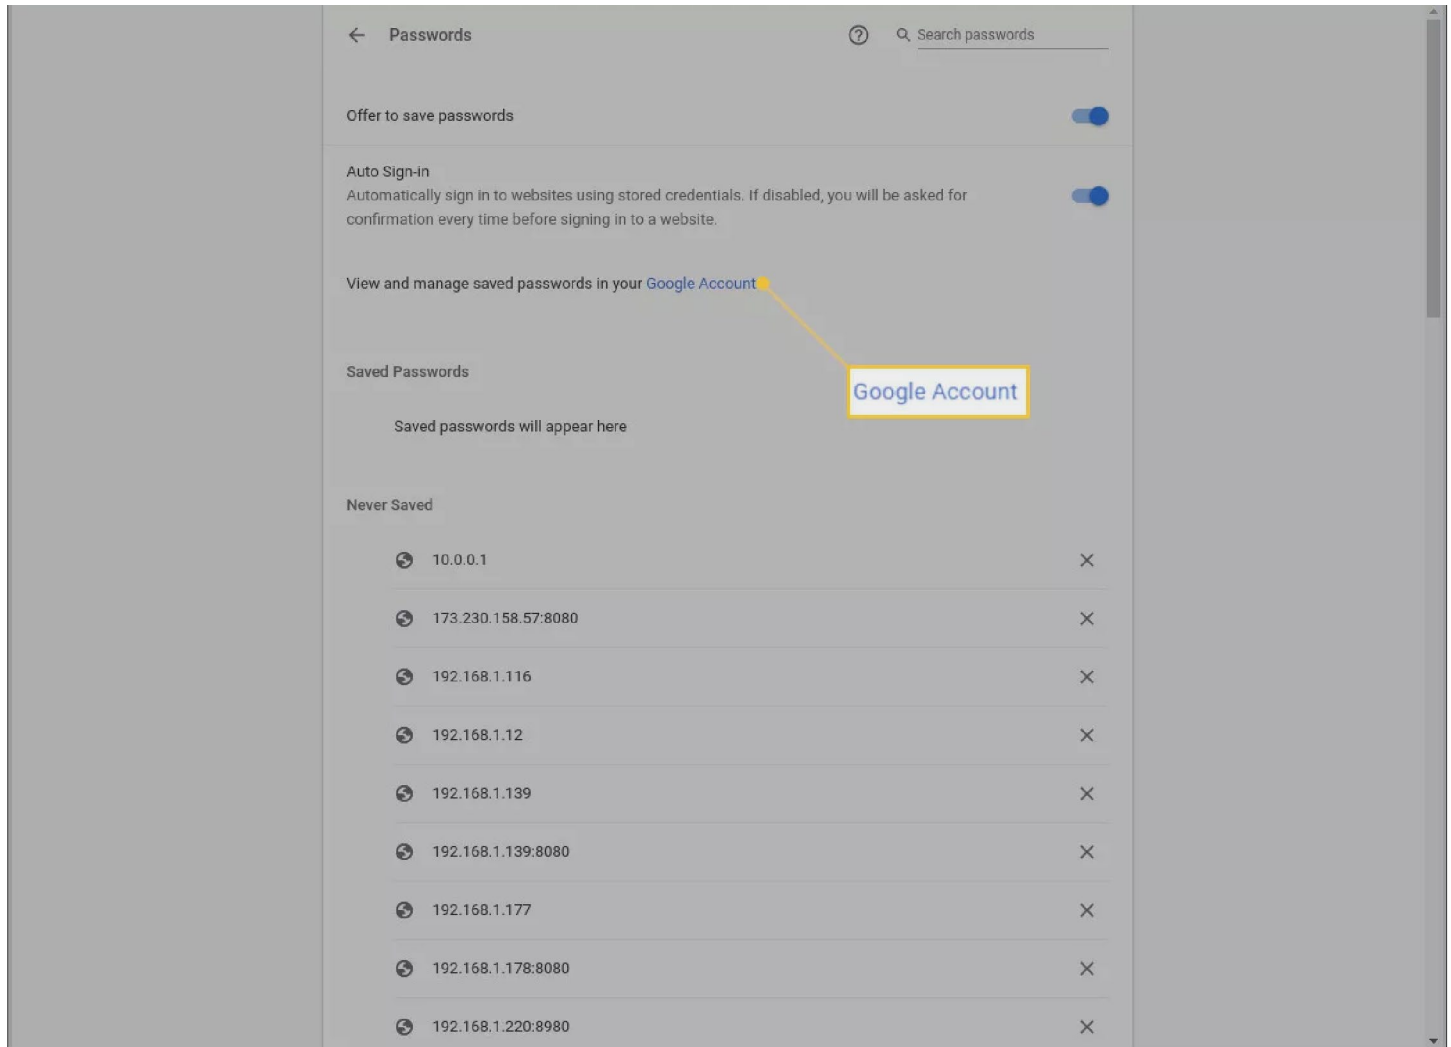 Passwords
Search passwords
Offer to save passwords
Auto Sign-in
Automatically sign in to websites using stored credentials. If disabled, you will be asked for
confirmation every time before signing in to a website.
View and manage saved passwords in your Google Account
Google Account
Saved Passwords
Saved passwords will appear here
Never Saved
10.0.0.1
173.230.158.57:8080
192.168.1.116
192.168.1.12
192.168.1.139
192.168.1.139:8080
192.168.1.177
192.168.1.178:8080
192.168.1.220:8980